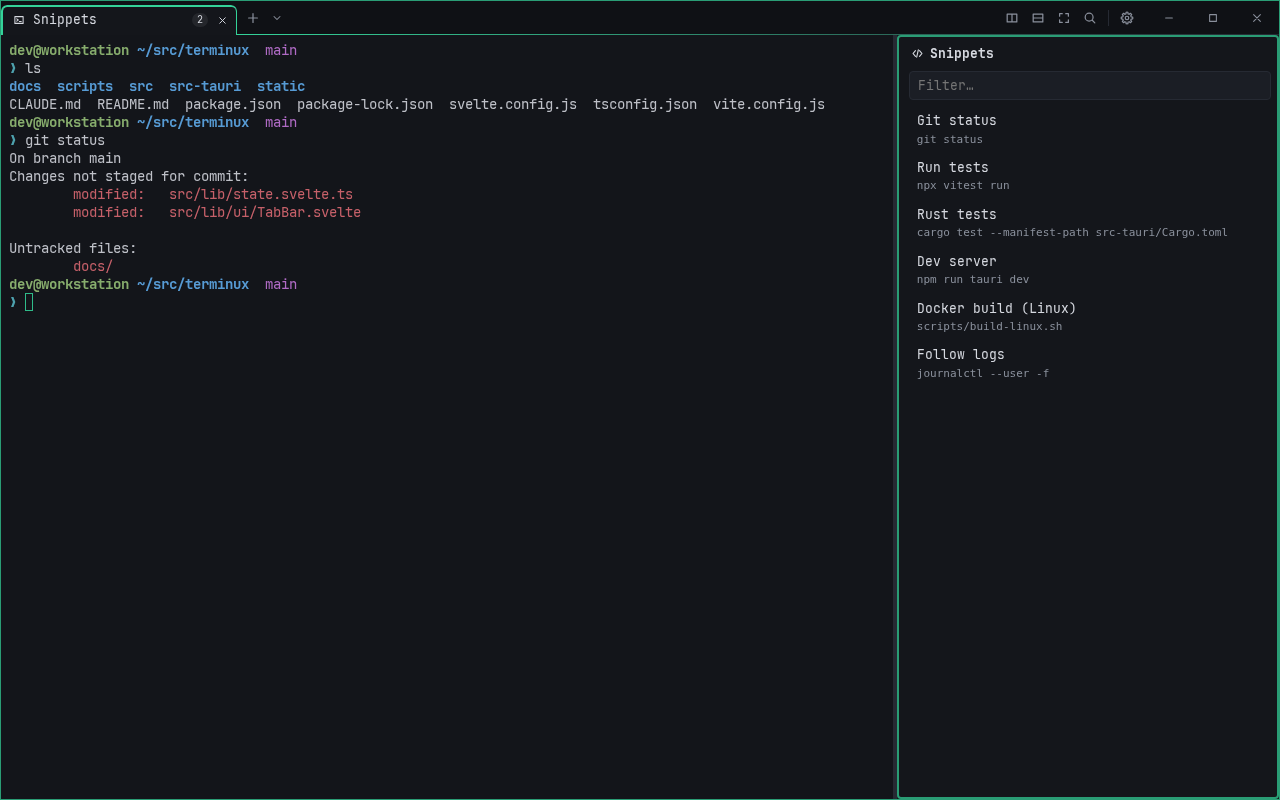 Snippets 2
dev@workstation ~/src/terminux main
❫ ls
docs scripts src src-tauri static
CLAUDE.md README.md package.json package-lock.json svelte.config.js tsconfig.json vite.config.js
dev@workstation ~/src/terminux main
❫ git status
On branch main
Changes not staged for commit:
modified: src/lib/state.svelte.ts
modified: src/lib/ui/TabBar.svelte
Untracked files:
docs/
dev@workstation ~/src/terminux main
❫
Snippets
Filter…
Git status
git status
Run tests
npx vitest run
Rust tests
cargo test --manifest-path src-tauri/Cargo.toml
Dev server
npm run tauri dev
Docker build (Linux)
scripts/build-linux.sh
Follow logs
journalctl --user -f